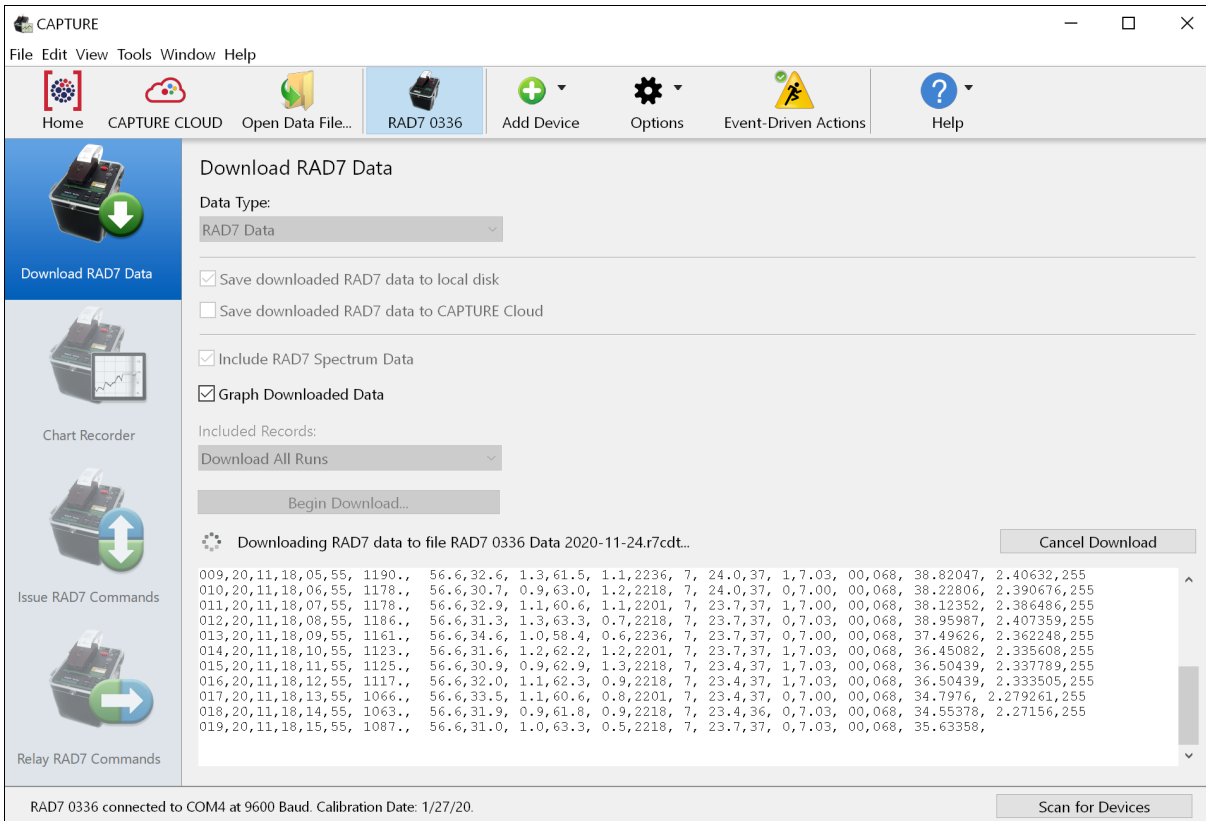 CAPTURE
File Edit View Tools Window Help
Home CAPTURE CLOUD Open Data File... RAD7 0336 Add Device Options Event-Driven Actions Help
Download RAD7 Data
Chart Recorder
Issue RAD7 Commands
Relay RAD7 Commands
Download RAD7 Data
Data Type:
RAD7 Data
Save downloaded RAD7 data to local disk
Save downloaded RAD7 data to CAPTURE Cloud
Include RAD7 Spectrum Data
Graph Downloaded Data
Included Records:
Download All Runs
Begin Download...
Downloading RAD7 data to file RAD7 0336 Data 2020-11-24.r7cdt... Cancel Download
009,20,11,18,05,55, 1190., 56.6,32.6, 1.3,61.5, 1.1,2236, 7, 24.0,37, 1,7.03, 00,068, 38.82047, 2.40632,255
010,20,11,18,06,55, 1178., 56.6,30.7, 0.9,63.0, 1.2,2218, 7, 24.0,37, 0,7.00, 00,068, 38.22806, 2.390676,255
011,20,11,18,07,55, 1178., 56.6,32.9, 1.1,60.6, 1.1,2201, 7, 23.7,37, 1,7.00, 00,068, 38.12352, 2.386486,255
012,20,11,18,08,55, 1186., 56.6,31.3, 1.3,63.3, 0.7,2218, 7, 23.7,37, 0,7.03, 00,068, 38.95987, 2.407359,255
013,20,11,18,09,55, 1161., 56.6,34.6, 1.0,58.4, 0.6,2236, 7, 23.7,37, 0,7.00, 00,068, 37.49626, 2.362248,255
014,20,11,18,10,55, 1123., 56.6,31.6, 1.2,62.2, 1.2,2201, 7, 23.7,37, 1,7.03, 00,068, 36.45082, 2.335608,255
015,20,11,18,11,55, 1125., 56.6,30.9, 0.9,62.9, 1.3,2218, 7, 23.4,37, 1,7.03, 00,068, 36.50439, 2.337789,255
016,20,11,18,12,55, 1117., 56.6,32.0, 1.1,62.3, 0.9,2218, 7, 23.4,37, 1,7.03, 00,068, 36.50439, 2.333505,255
017,20,11,18,13,55, 1066., 56.6,33.5, 1.1,60.6, 0.8,2201, 7, 23.4,37, 0,7.00, 00,068, 34.7976, 2.279261,255
018,20,11,18,14,55, 1063., 56.6,31.9, 0.9,61.8, 0.9,2218, 7, 23.4,36, 0,7.03, 00,068, 34.55378, 2.27156,255
019,20,11,18,15,55, 1087., 56.6,31.0, 1.0,63.3, 0.5,2218, 7, 23.7,37, 0,7.03, 00,068, 35.63358,
RAD7 0336 connected to COM4 at 9600 Baud. Calibration Date: 1/27/20. Scan for Devices